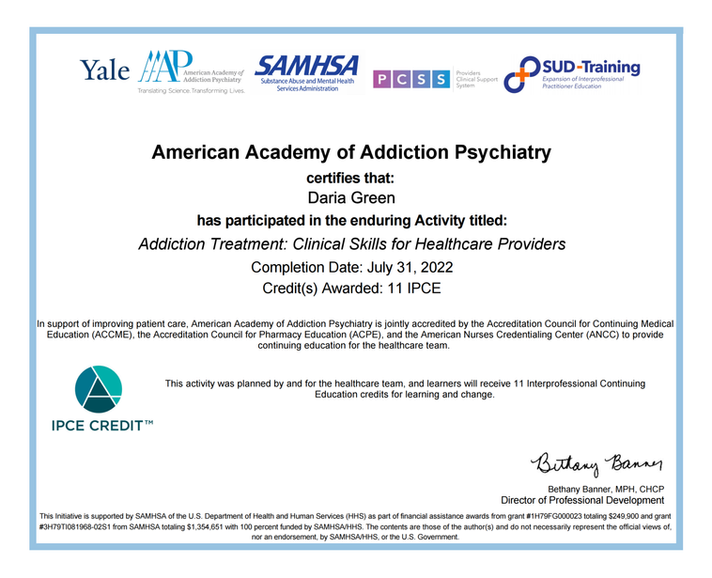 Yale
AAAP
American Academy of
Addiction Psychiatry
Translating Science. Transforming Lives.
SAMHSA
Substance Abuse and Mental Health
Services Administration
PCSS
Providers
Clinical Support
System
SUD-Training
Expansion of Interprofessional
Practitioner Education
American Academy of Addiction Psychiatry
certifies that:
Daria Green
has participated in the enduring Activity titled:
Addiction Treatment: Clinical Skills for Healthcare Providers
Completion Date: July 31, 2022
Credit(s) Awarded: 11 IPCE
In support of improving patient care, American Academy of Addiction Psychiatry is jointly accredited by the Accreditation Council for Continuing Medical
Education (ACCME), the Accreditation Council for Pharmacy Education (ACPE), and the American Nurses Credentialing Center (ANCC) to provide
continuing education for the healthcare team.
This activity was planned by and for the healthcare team, and learners will receive 11 Interprofessional Continuing
Education credits for learning and change.
IPCE CREDIT™
Bethany Banner
Bethany Banner, MPH, CHCP
Director of Professional Development
This Initiative is supported by SAMHSA of the U.S. Department of Health and Human Services (HHS) as part of financial assistance awards from grant #1H79FG000023 totaling $249,900 and grant
#3H79TI081968-02S1 from SAMHSA totaling $1,354,651 with 100 percent funded by SAMHSA/HHS. The contents are those of the author(s) and do not necessarily represent the official views of,
nor an endorsement, by SAMHSA/HHS, or the U.S. Government.